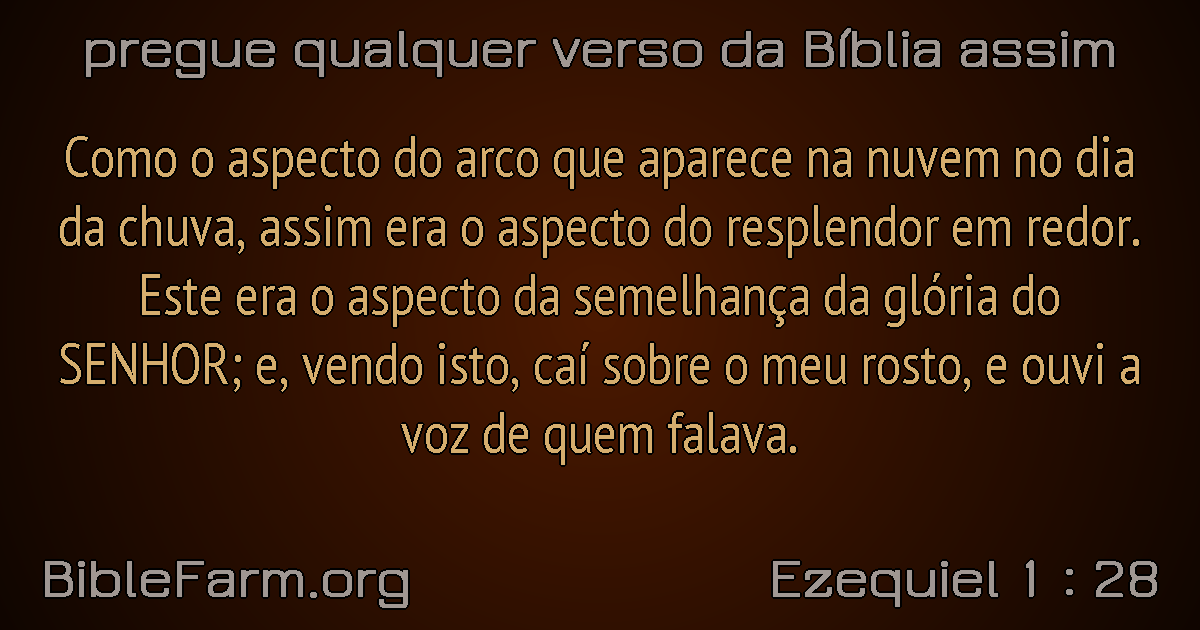 pregue qualquer verso da Bíblia assim
Como o aspecto do arco que aparece na nuvem no dia
da chuva, assim era o aspecto do resplendor em redor.
Este era o aspecto da semelhança da glória do
SENHOR; e, vendo isto, caí sobre o meu rosto, e ouvi a
voz de quem falava.
BibleFarm.org
Ezequiel 1 : 28